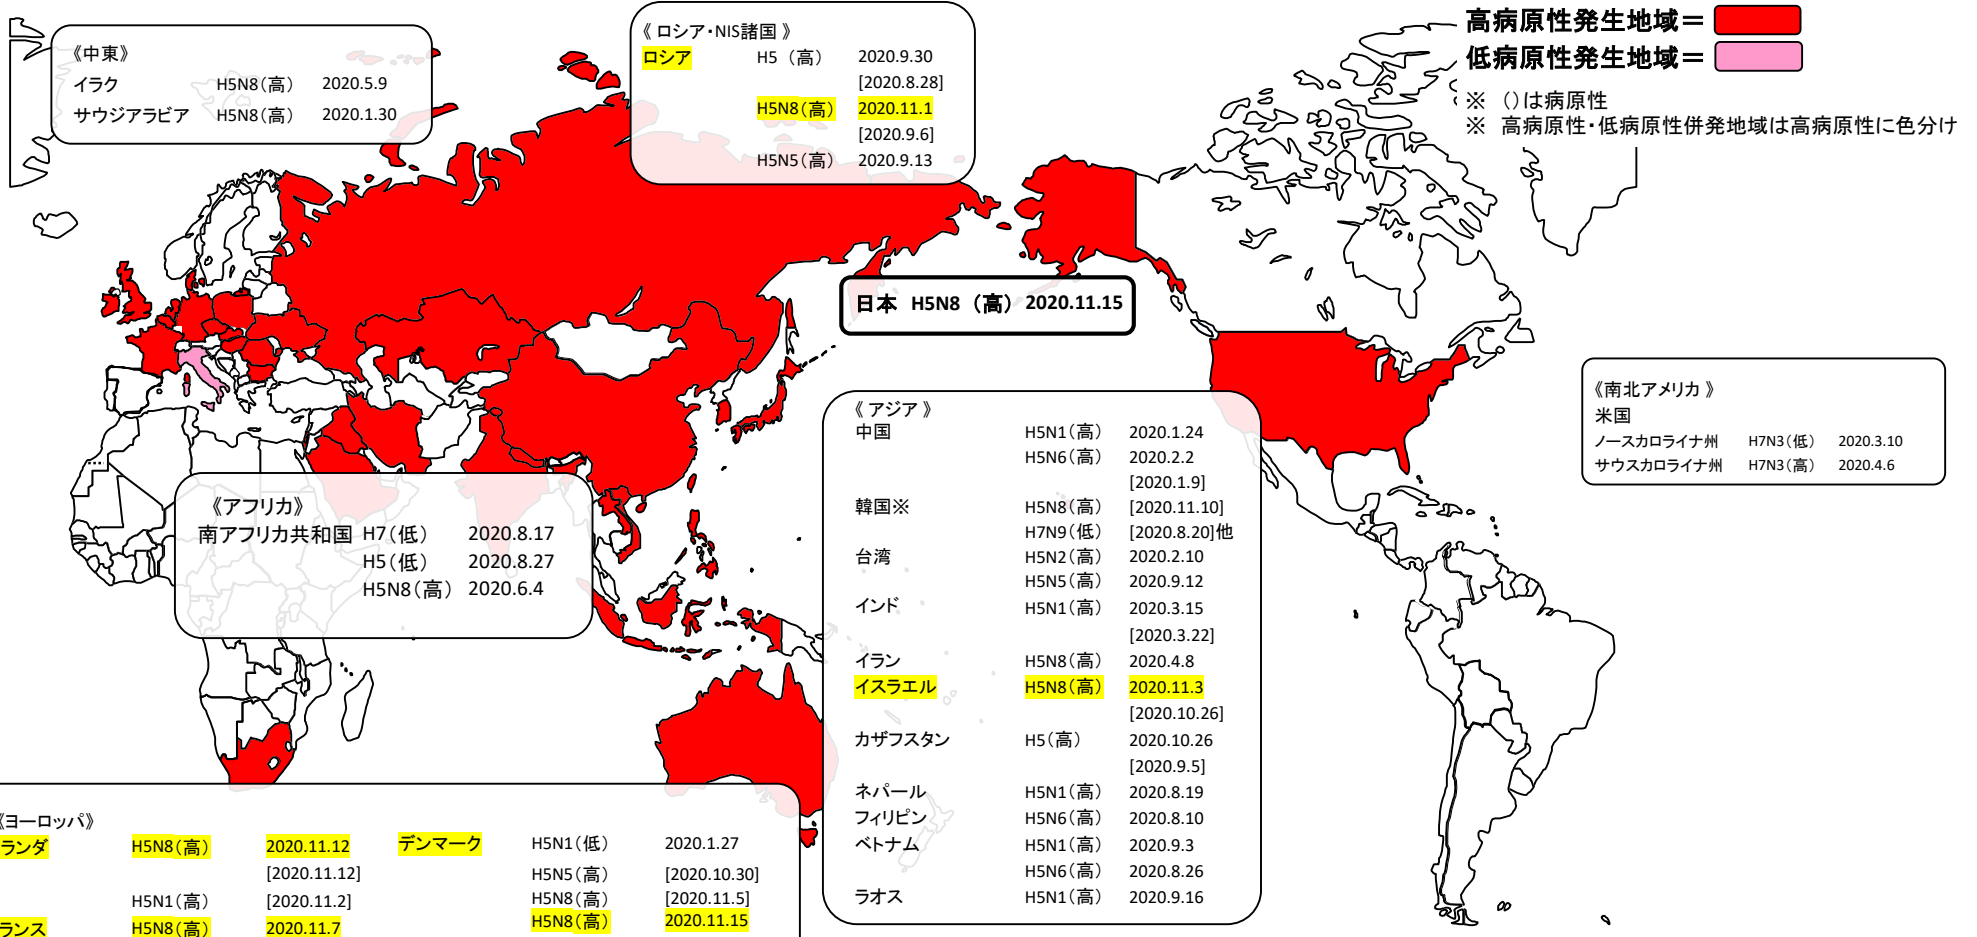 《中東》
イラク H5N8（高） 2020.5.9
サウジアラビア H5N8（高） 2020.1.30
《 ロシア・NIS諸国 》
ロシア H5 （高） 2020.9.30
[2020.8.28]
H5N8（高） 2020.11.1
[2020.9.6]
H5N5（高） 2020.9.13
高病原性発生地域＝
低病原性発生地域＝
※ （）は病原性
※ 高病原性・低病原性併発地域は高病原性に色分け
日本 H5N8 （高） 2020.11.15
《 アジア 》
中国 H5N1（高） 2020.1.24
H5N6（高） 2020.2.2
[2020.1.9]
韓国※ H5N8（高） [2020.11.10]
H7N9（低） [2020.8.20]他
台湾 H5N2（高） 2020.2.10
H5N5（高） 2020.9.12
インド H5N1（高） 2020.3.15
[2020.3.22]
イラン H5N8（高） 2020.4.8
イスラエル H5N8（高） 2020.11.3
[2020.10.26]
カザフスタン H5（高） 2020.10.26
[2020.9.5]
ネパール H5N1（高） 2020.8.19
フィリピン H5N6（高） 2020.8.10
ベトナム H5N1（高） 2020.9.3
H5N6（高） 2020.8.26
ラオス H5N1（高） 2020.9.16
《南北アメリカ 》
米国
ノースカロライナ州 H7N3（低） 2020.3.10
サウスカロライナ州 H7N3（高） 2020.4.6
《アフリカ》
南アフリカ共和国 H7（低） 2020.8.17
H5（低） 2020.8.27
H5N8（高） 2020.6.4
《ヨーロッパ》
ランダ H5N8（高） 2020.11.12
[2020.11.12]
H5N1（高） [2020.11.2]
ランス H5N8（高） 2020.11.7
デンマーク H5N1（低） 2020.1.27
H5N5（高） [2020.10.30]
H5N8（高） [2020.11.5]
H5N8（高） 2020.11.15